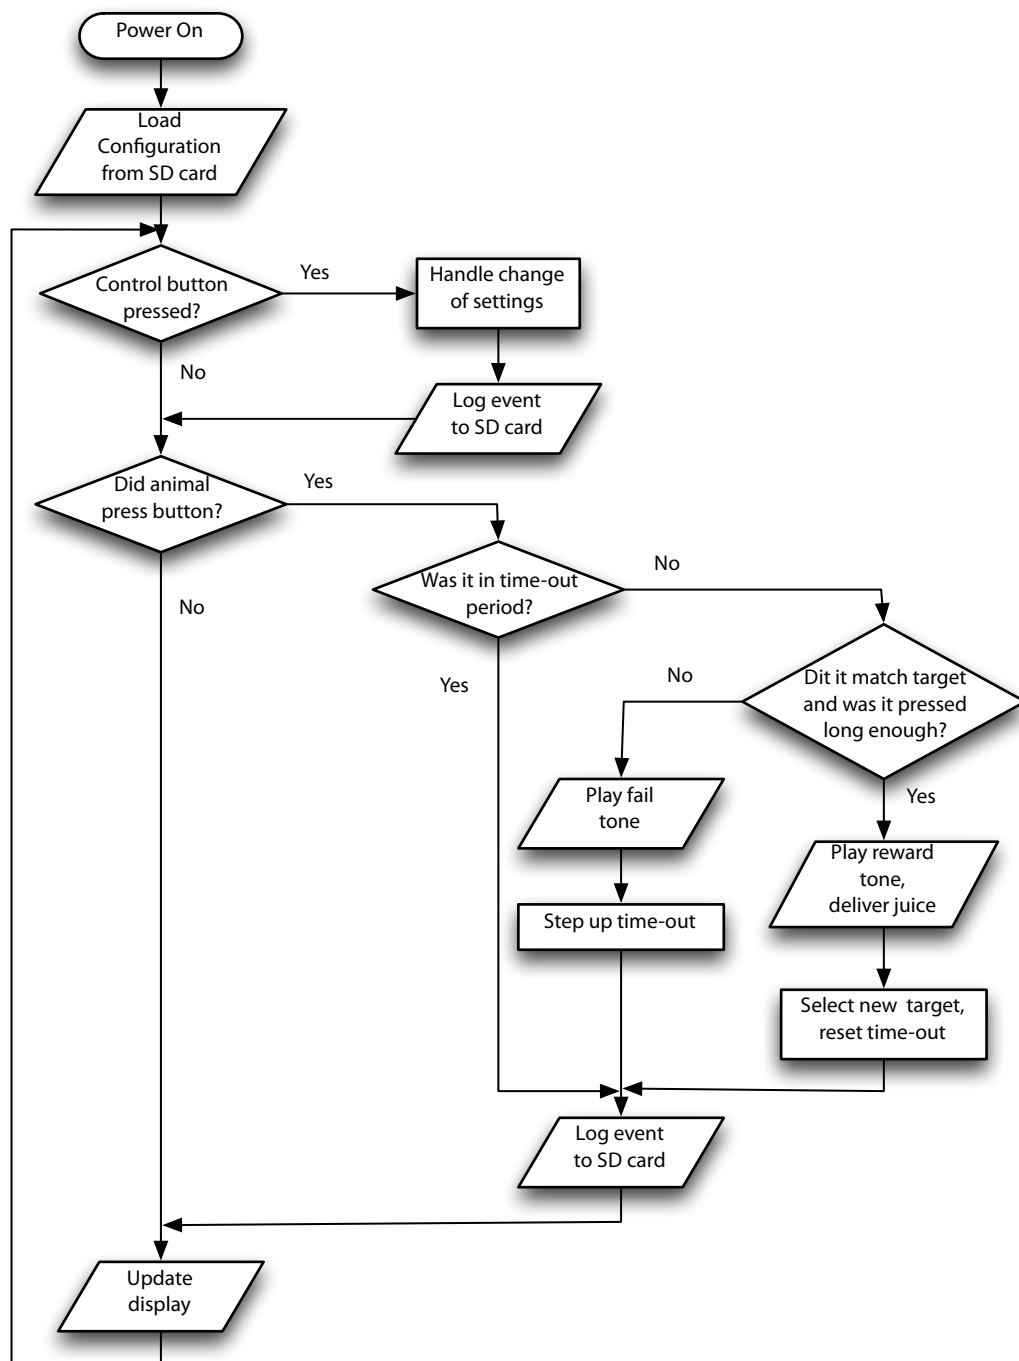 Power On
Load
Configuration
from SD card
Control button
pressed?
Yes
Handle change
of settings
No
Log event
to SD card
Did animal
press button?
Yes
Was it in time-out
period?
No
No
Yes
No
Dit it match target
and was it pressed
long enough?
Play fail
tone
Yes
Play reward
tone,
deliver juice
Step up time-out
Select new target,
reset time-out
Log event
to SD card
Update
display